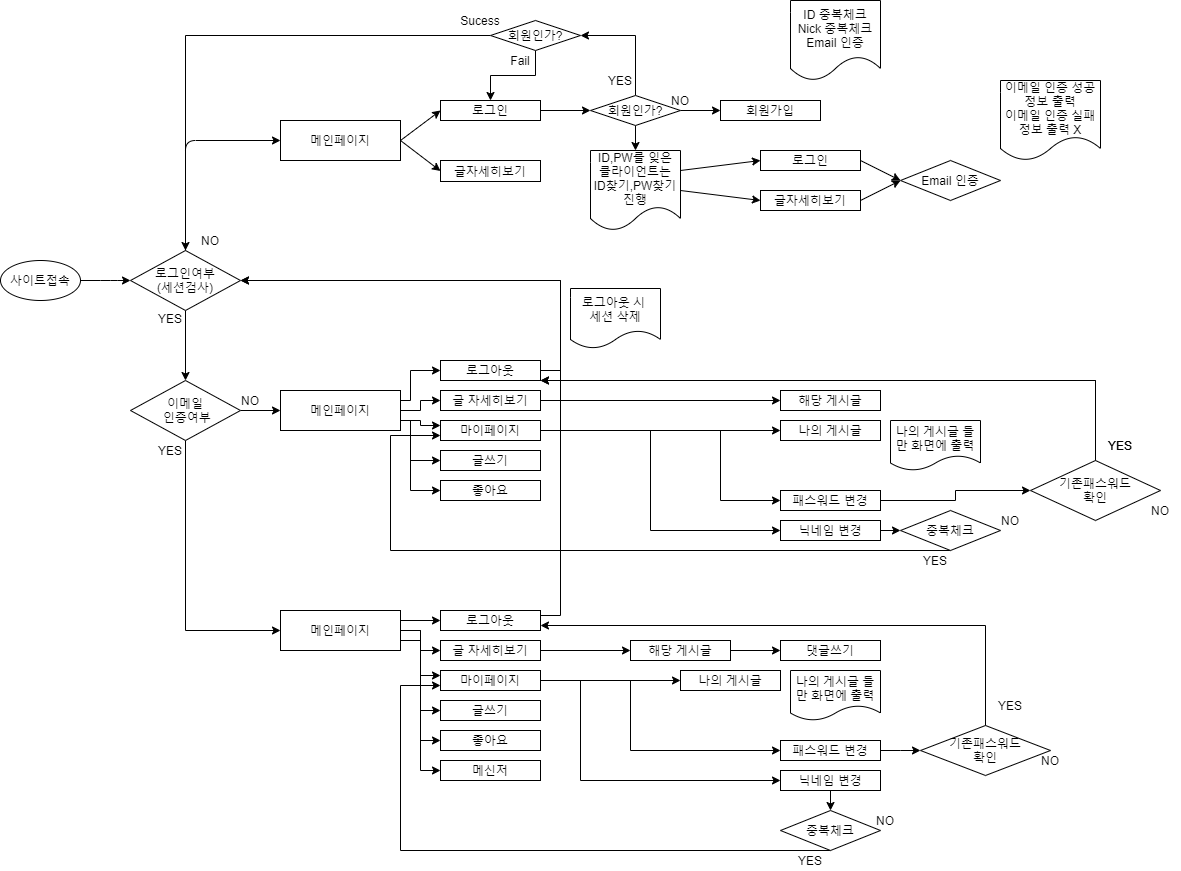 Sucess
회원인가?
Fail
ID 중복체크
Nick 중복체크
Email 인증
YES
이메일 인증 성공
정보 출력
이메일 인증 실패
정보 출력 X
로그인
회원인가?
NO
회원가입
메인페이지
글자세히보기
ID,PW를 잊은
클라이언트는
ID찾기,PW찾기
진행
로그인
글자세히보기
Email 인증
NO
사이트접속
로그인여부
(세션검사)
YES
로그아웃 시
세션 삭제
이메일
인증여부
NO
YES
메인페이지
로그아웃
글 자세히보기
해당 게시글
마이페이지
나의 게시글
나의 게시글 들
만 화면에 출력
YES
글쓰기
좋아요
패스워드 변경
기존패스워드
확인
NO
닉네임 변경
중복체크
NO
YES
메인페이지
로그아웃
글 자세히보기
해당 게시글
댓글쓰기
마이페이지
나의 게시글
나의 게시글 들
만 화면에 출력
글쓰기
YES
좋아요
패스워드 변경
기존패스워드
확인
NO
메신저
닉네임 변경
중복체크
NO
YES